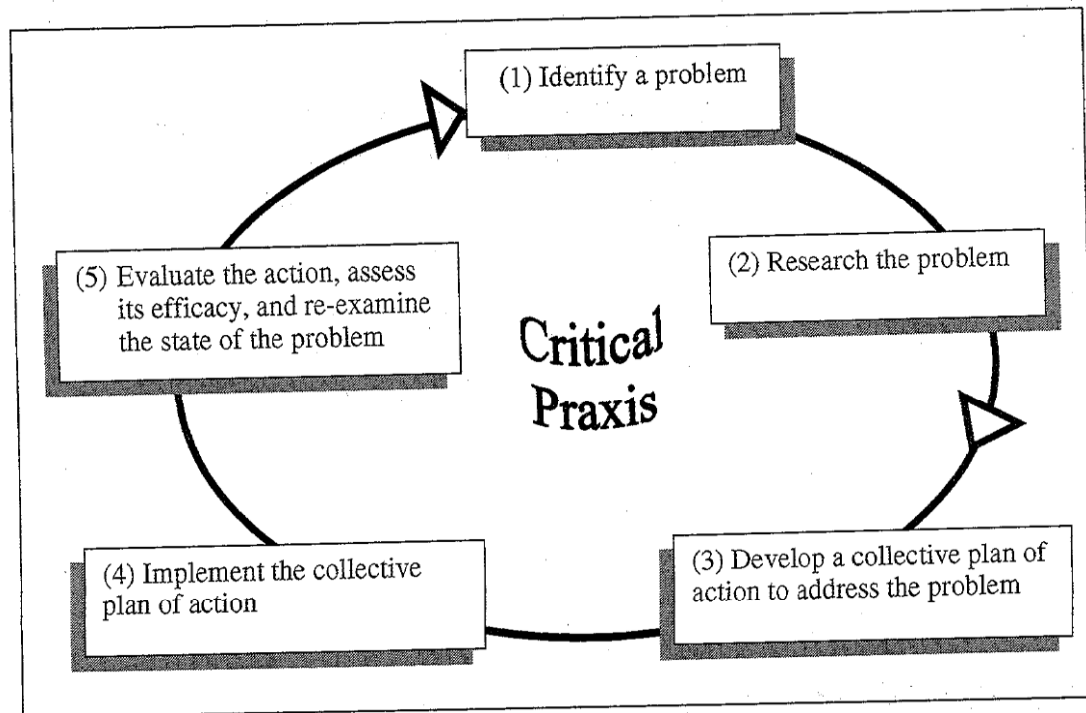 (1) Identify a problem
(2) Research the problem
(3) Develop a collective plan of
action to address the problem
(4) Implement the collective
plan of action
(5) Evaluate the action, assess
its efficacy, and re-examine
the state of the problem
Critical
Praxis